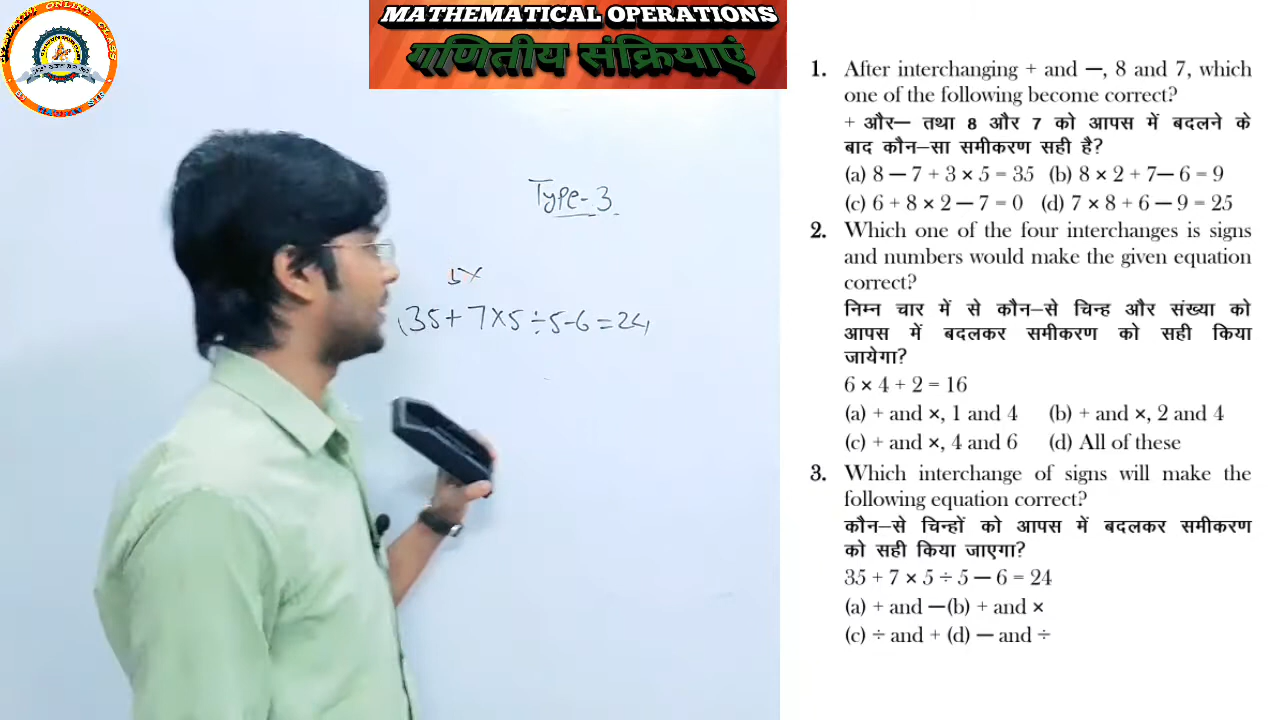 MATHEMATICAL OPERATIONS
गणितीय संक्रियाएं
ONLINE CLASS
Type-3
5×
35+7×5÷5-6=24
1. After interchanging + and —, 8 and 7, which
one of the following become correct?
+ और– तथा 8 और 7 को आपस में बदलने के
बाद कौन–सा समीकरण सही है?
(a) 8 — 7 + 3 × 5 = 35 (b) 8 × 2 + 7— 6 = 9
(c) 6 + 8 × 2 — 7 = 0 (d) 7 × 8 + 6 — 9 = 25
2. Which one of the four interchanges is signs
and numbers would make the given equation
correct?
निम्न चार में से कौन–से चिन्ह और संख्या को
आपस में बदलकर समीकरण को सही किया
जायेगा?
6 × 4 + 2 = 16
(a) + and ×, 1 and 4 (b) + and ×, 2 and 4
(c) + and ×, 4 and 6 (d) All of these
3. Which interchange of signs will make the
following equation correct?
कौन–से चिन्हों को आपस में बदलकर समीकरण
को सही किया जाएगा?
35 + 7 × 5 ÷ 5 — 6 = 24
(a) + and —(b) + and ×
(c) ÷ and + (d) — and ÷